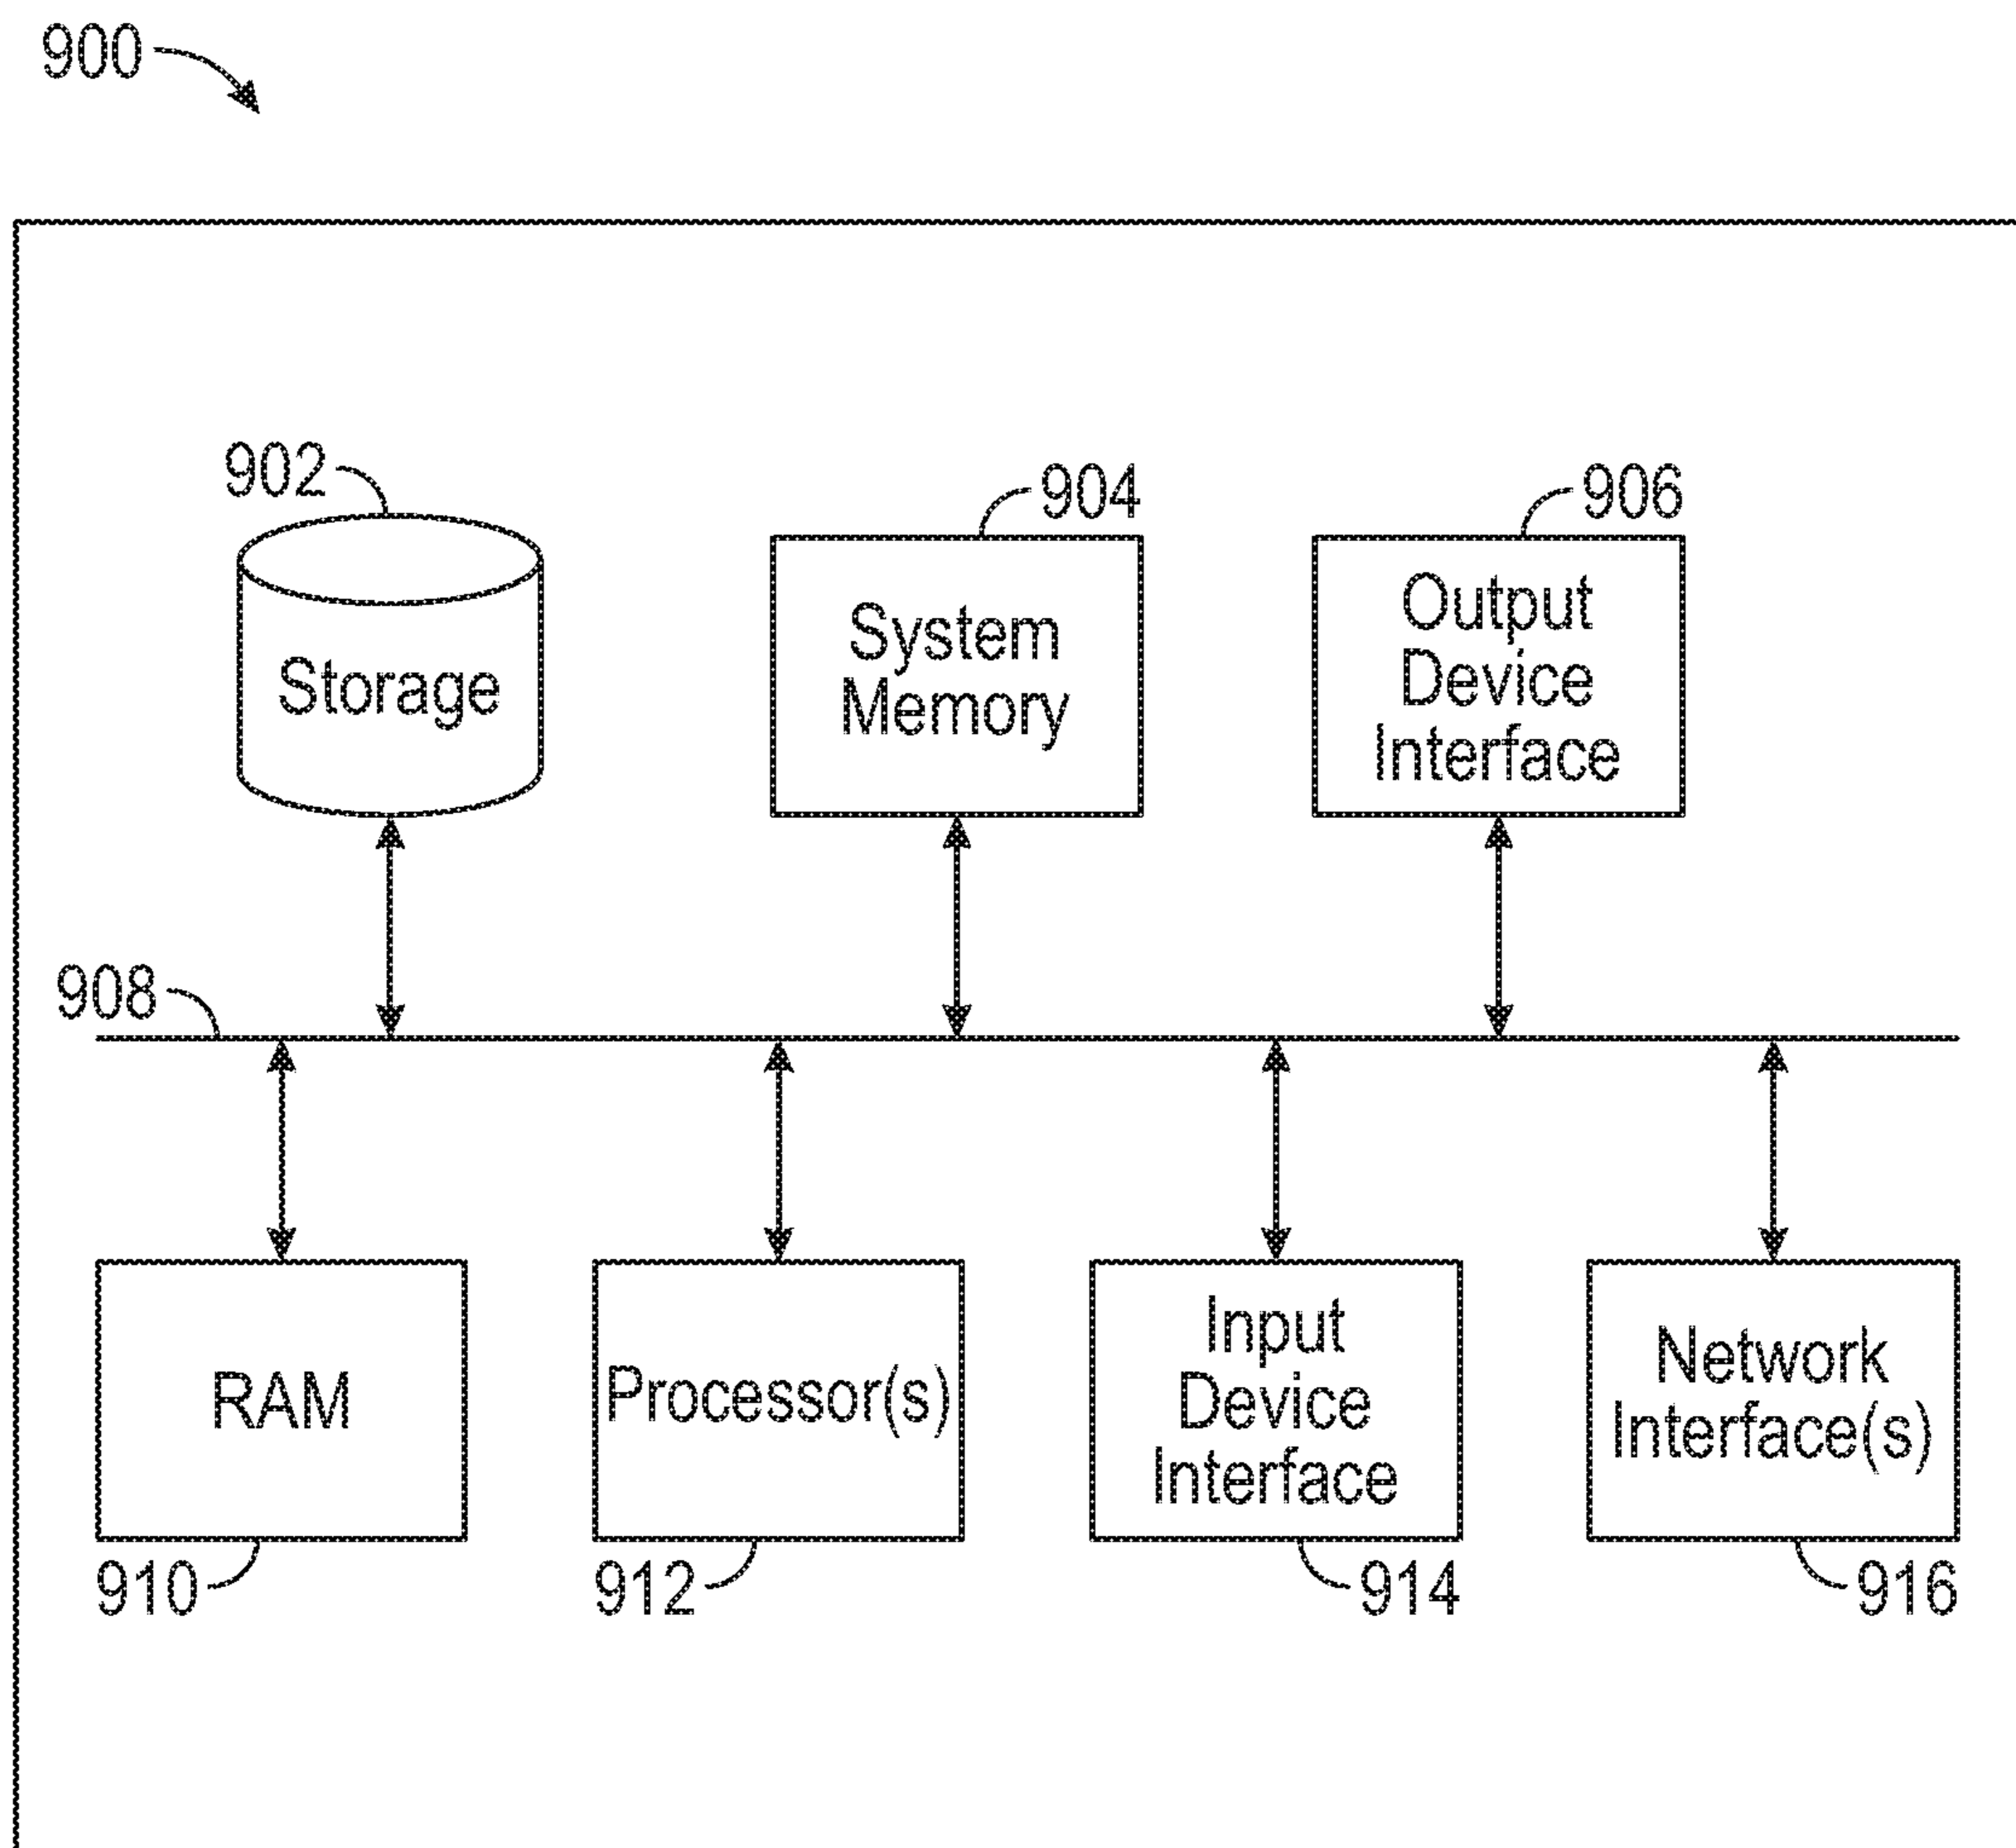 900
902
904
906
Storage
System
Memory
Output
Device
Interface
908
RAM
Processor(s)
Input
Device
Interface
Network
Interface(s)
910
912
914
916